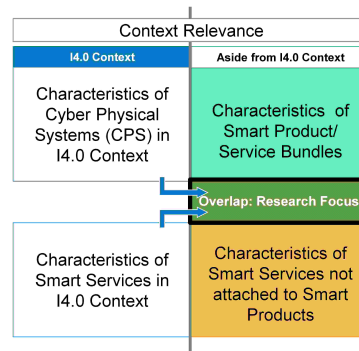 Context Relevance
I4.0 Context
Aside from I4.0 Context
Characteristics of
Cyber Physical
Systems (CPS) in
I4.0 Context
Characteristics of
Smart Product/
Service Bundles
Overlap: Research Focus
Characteristics of
Smart Services in
I4.0 Context
Characteristics of
Smart Services not
attached to Smart
Products